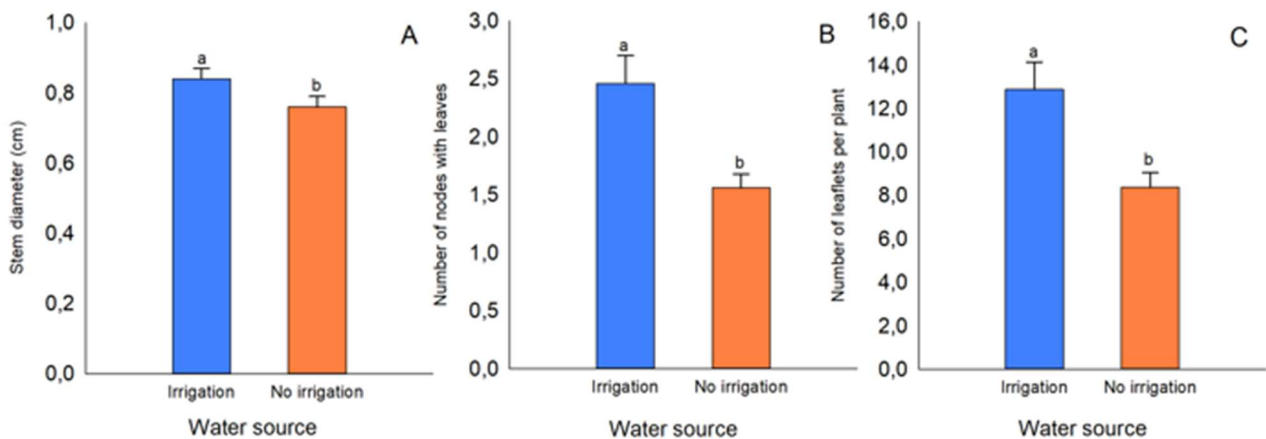 A
Stem diameter (cm)
1,0
0,8
0,6
0,4
0,2
0,0
a
b
Irrigation
No irrigation
Water source
B
Number of nodes with leaves
3,0
2,5
2,0
1,5
1,0
0,5
0,0
a
b
Irrigation
No irrigation
Water source
C
Number of leaflets per plant
16,0
14,0
12,0
10,0
8,0
6,0
4,0
2,0
0,0
a
b
Irrigation
No irrigation
Water source